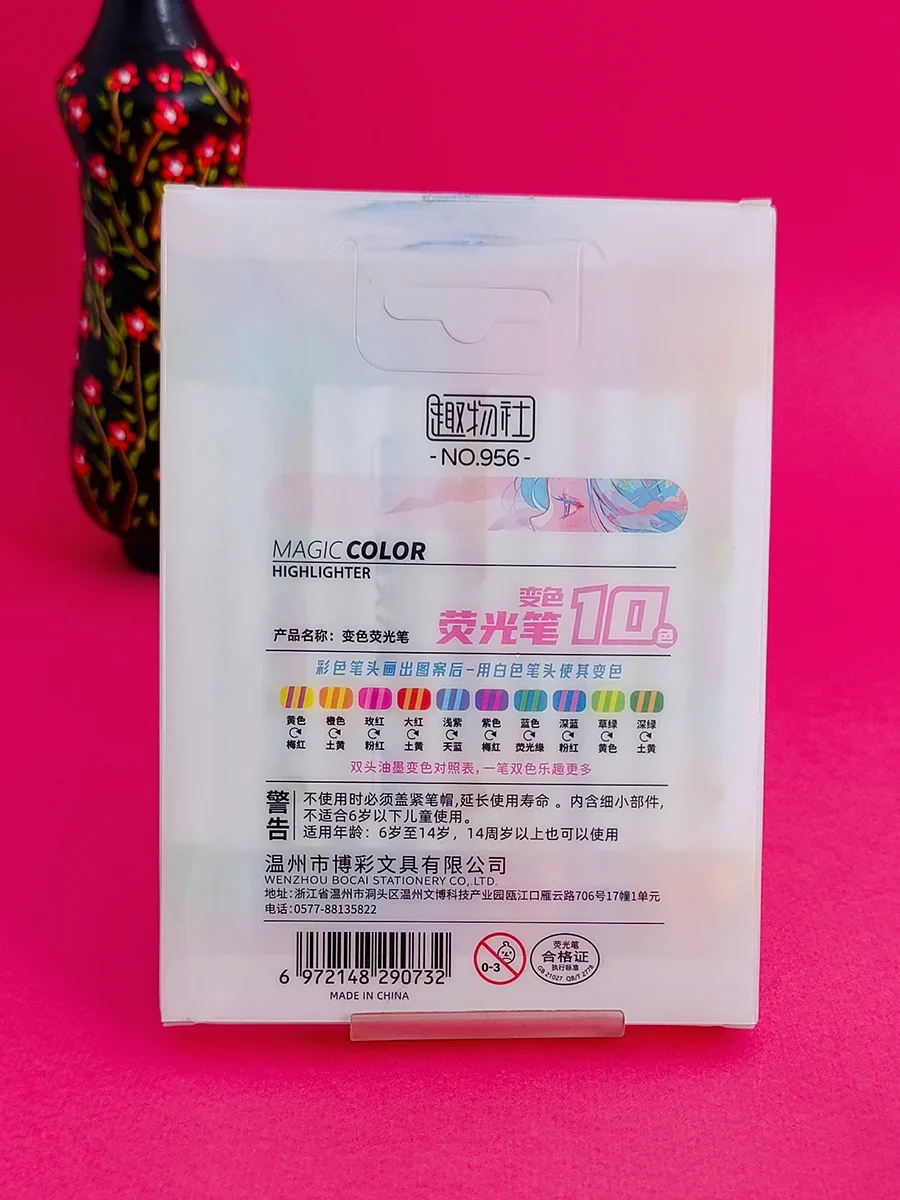 趣物社
-NO.956-
MAGIC COLOR
HIGHLIGHTER
变色
荧光笔 10色
产品名称：变色荧光笔
彩色笔头画出图案后-用白色笔头使其变色
黄色 橙色 玫红 大红 浅紫 紫色 蓝色 深蓝 草绿 深绿
梅红 土黄 粉红 土黄 天蓝 梅红 荧光绿 粉红 黄色 土黄
双头油墨变色对照表,一笔双色乐趣更多
警告
不使用时必须盖紧笔帽,延长使用寿命。内含细小部件,
不适合6岁以下儿童使用。
适用年龄：6岁至14岁，14周岁以上也可以使用
温州市博彩文具有限公司
WENZHOU BOCAI STATIONERY CO, LTD.
地址:浙江省温州市洞头区温州文博科技产业园瓯江口雁云路706号17幢1单元
电话:0577-88135822
6 972148 290732
MADE IN CHINA
0-3
荧光笔
合格证
执行标准
GB 21027 QB/T 2778